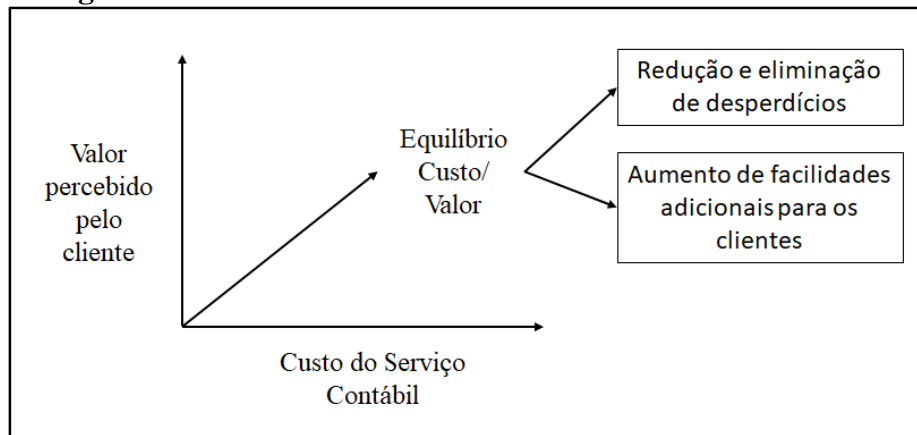 Valor
percebido
pelo
cliente
Equilíbrio
Custo/
Valor
Redução e eliminação
de desperdícios
Aumento de facilidades
adicionais para os
clientes
Custo do Serviço
Contábil